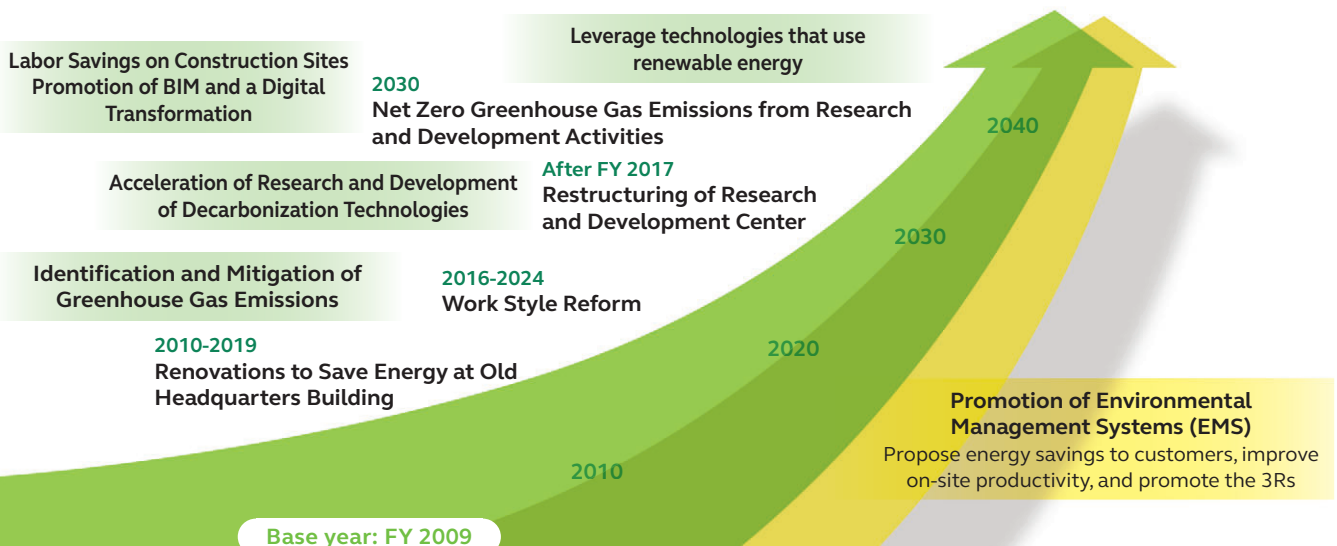 Labor Savings on Construction Sites
Promotion of BIM and a Digital
Transformation
Leverage technologies that use
renewable energy
2030
Net Zero Greenhouse Gas Emissions from Research
and Development Activities
Acceleration of Research and Development
of Decarbonization Technologies
After FY 2017
Restructuring of Research
and Development Center
Identification and Mitigation of
Greenhouse Gas Emissions
2016-2024
Work Style Reform
2010-2019
Renovations to Save Energy at Old
Headquarters Building
2040
2030
2020
2010
Base year: FY 2009
Promotion of Environmental
Management Systems (EMS)
Propose energy savings to customers, improve
on-site productivity, and promote the 3Rs